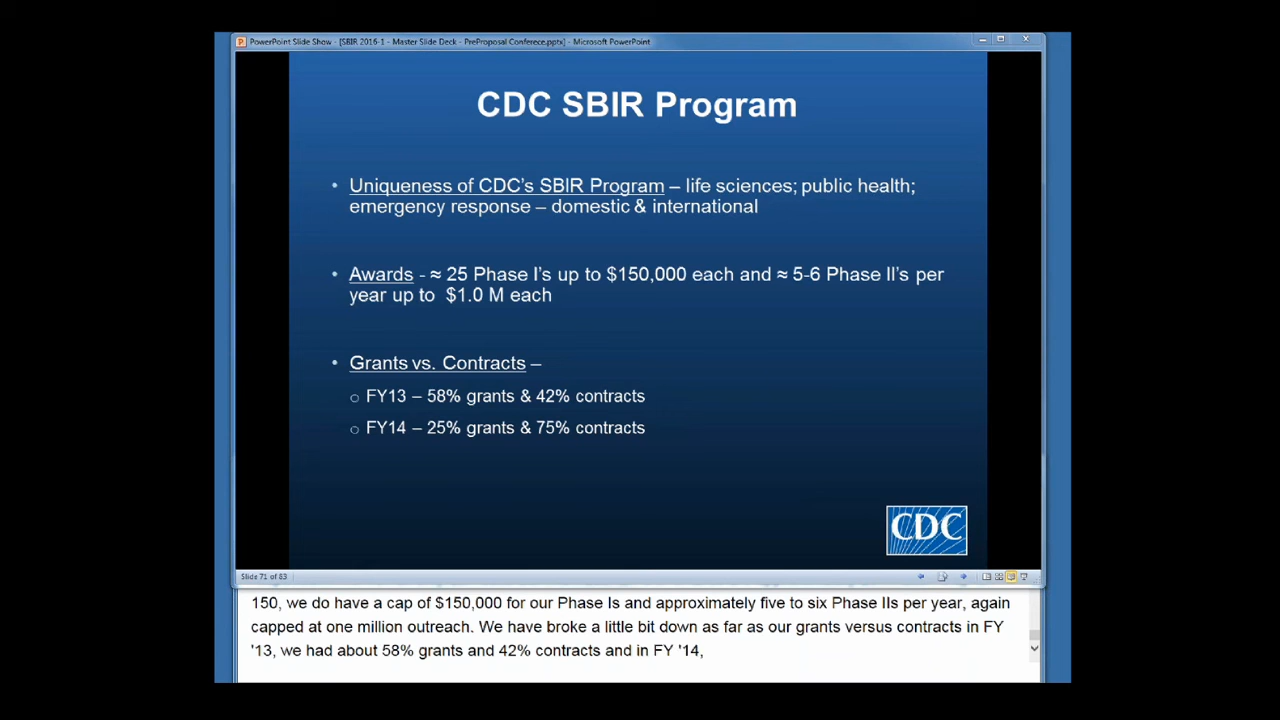 PowerPoint Slide Show - [SBIR 2016-1 - Master Slide Deck - PreProposal Conferece.pptx] - Microsoft PowerPoint
CDC SBIR Program
• Uniqueness of CDC's SBIR Program – life sciences; public health;
emergency response – domestic & international
• Awards - ≈ 25 Phase I's up to $150,000 each and ≈ 5-6 Phase II's per
year up to $1.0 M each
• Grants vs. Contracts –
○ FY13 – 58% grants & 42% contracts
○ FY14 – 25% grants & 75% contracts
CDC
Slide 71 of 83
150, we do have a cap of $150,000 for our Phase Is and approximately five to six Phase IIs per year, again
capped at one million outreach. We have broke a little bit down as far as our grants versus contracts in FY
'13, we had about 58% grants and 42% contracts and in FY '14,